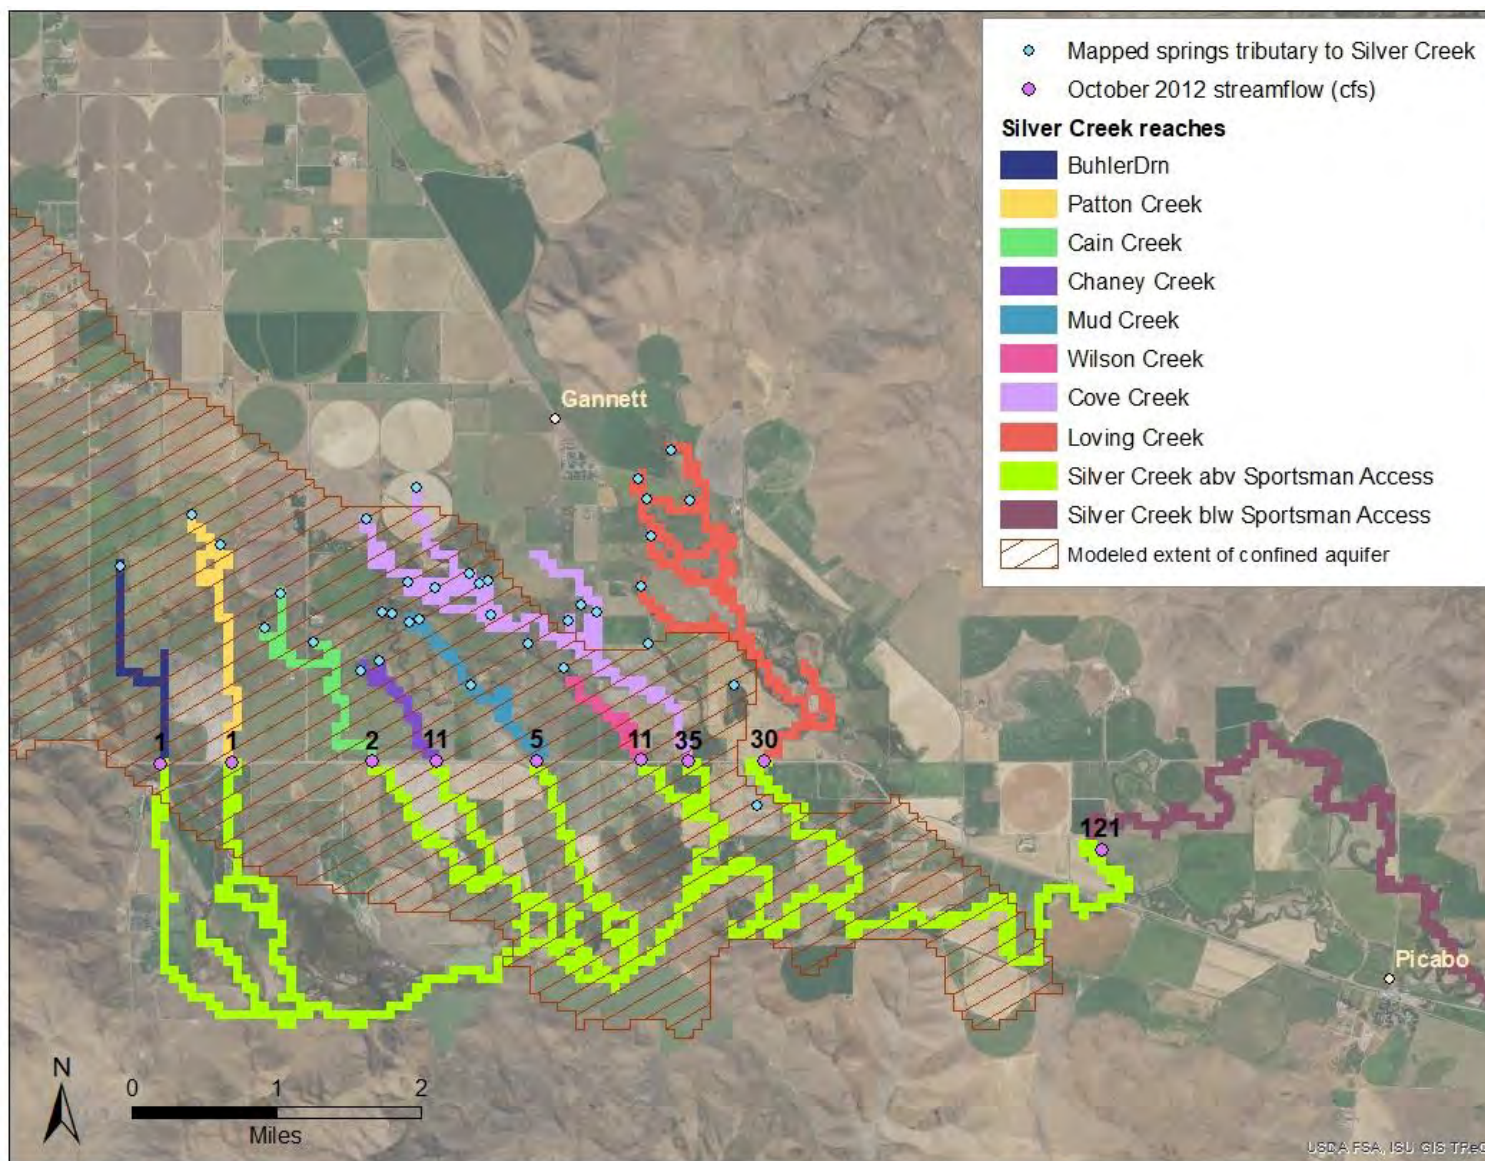 Mapped springs tributary to Silver Creek
October 2012 streamflow (cfs)
Silver Creek reaches
BuhlerDrn
Patton Creek
Cain Creek
Chaney Creek
Mud Creek
Wilson Creek
Cove Creek
Loving Creek
Silver Creek abv Sportsman Access
Silver Creek blw Sportsman Access
Modeled extent of confined aquifer
Gannett
1 1 2 11 5 11 35 30
121
Picabo
N
0 1 2
Miles
USDA FSA, ISU GIS TReC